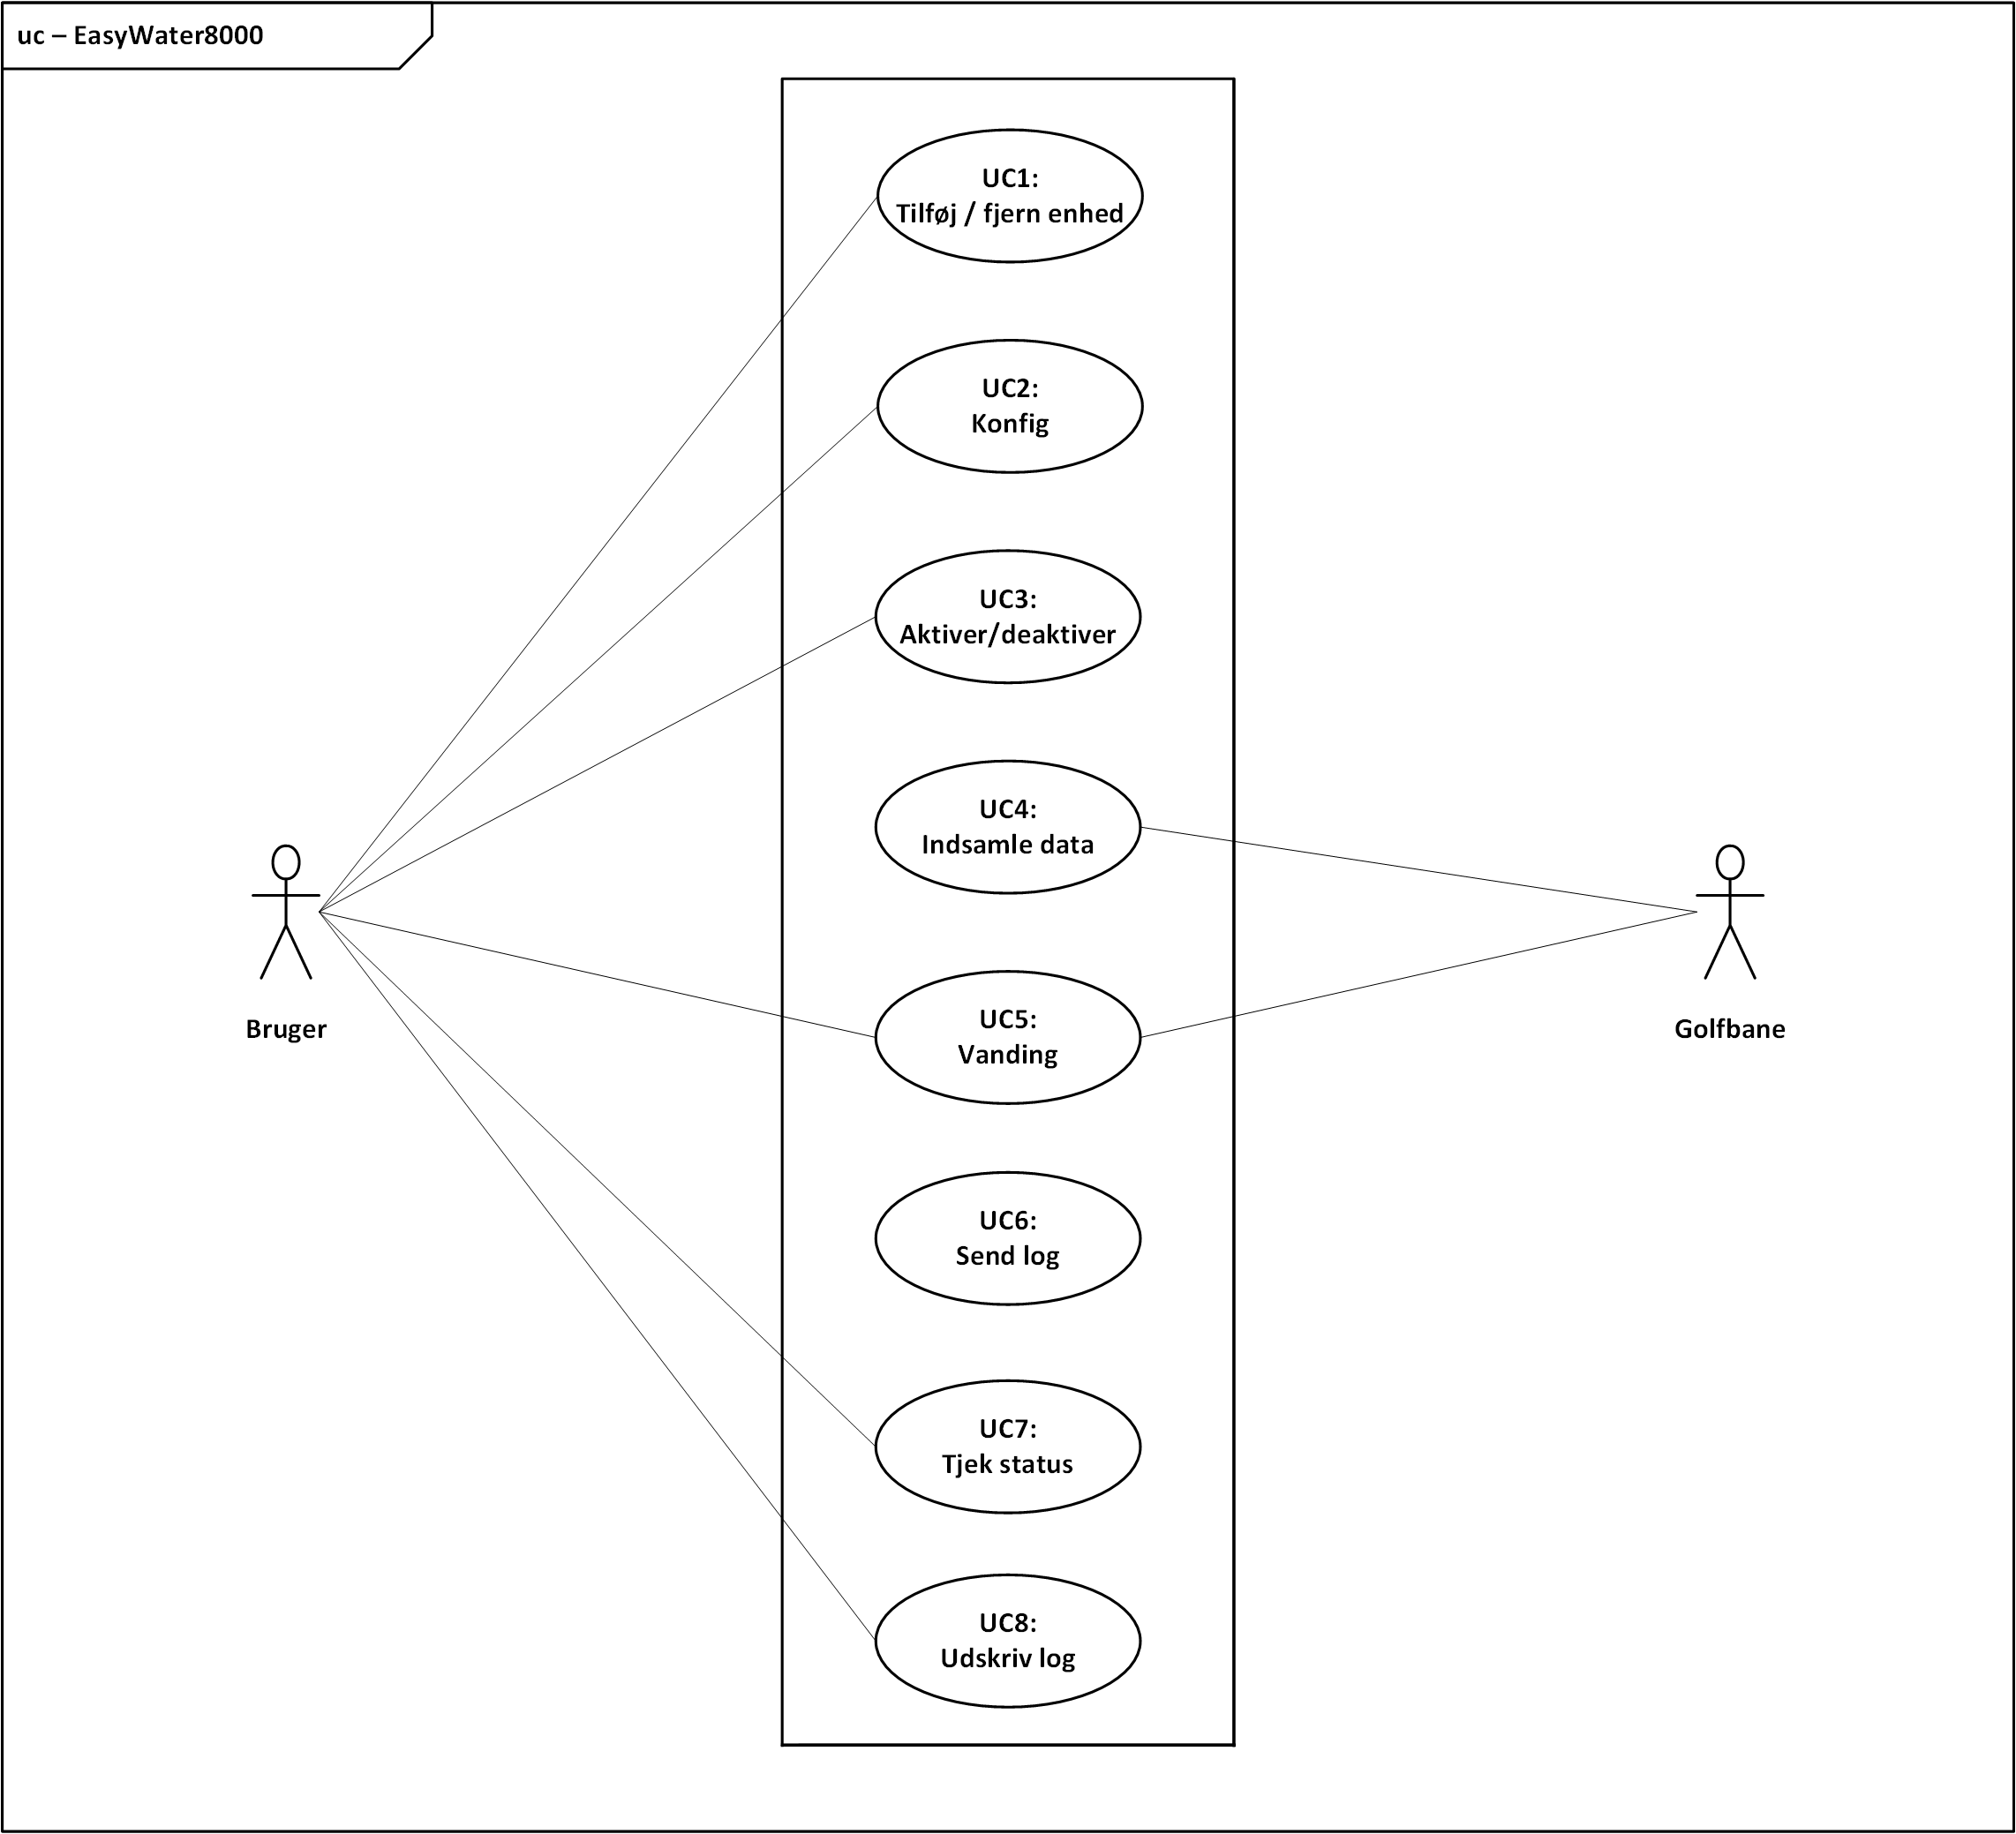 uc – EasyWater8000
UC1:
Tilføj / fjern enhed
UC2:
Konfig
UC3:
Aktiver/deaktiver
UC4:
Indsamle data
Bruger
Golfbane
UC5:
Vanding
UC6:
Send log
UC7:
Tjek status
UC8:
Udskriv log